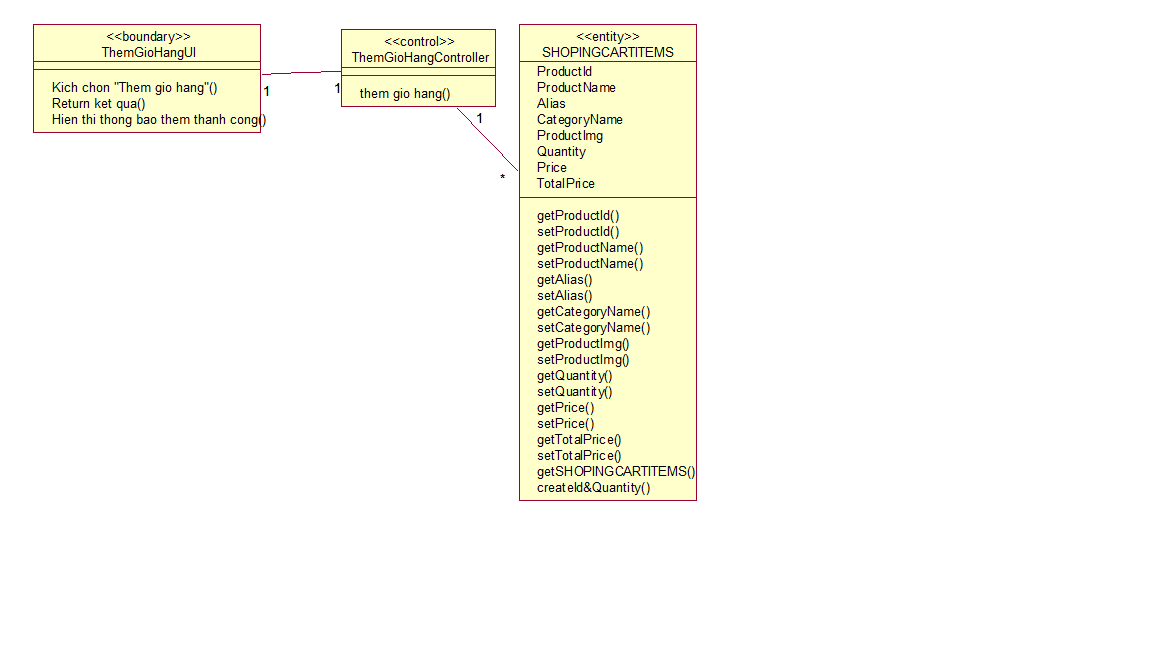 <<boundary>>
ThemGioHangUI
Kich chon "Them gio hang"()
Return ket qua()
Hien thi thong bao them thanh cong()
1
1
<<control>>
ThemGioHangController
them gio hang()
1
*
<<entity>>
SHOPINGCARTITEMS
ProductId
ProductName
Alias
CategoryName
ProductImg
Quantity
Price
TotalPrice
getProductId()
setProductId()
getProductName()
setProductName()
getAlias()
setAlias()
getCategoryName()
setCategoryName()
getProductImg()
setProductImg()
getQuantity()
setQuantity()
getPrice()
setPrice()
getTotalPrice()
setTotalPrice()
getSHOPINGCARTITEMS()
createId&Quantity()